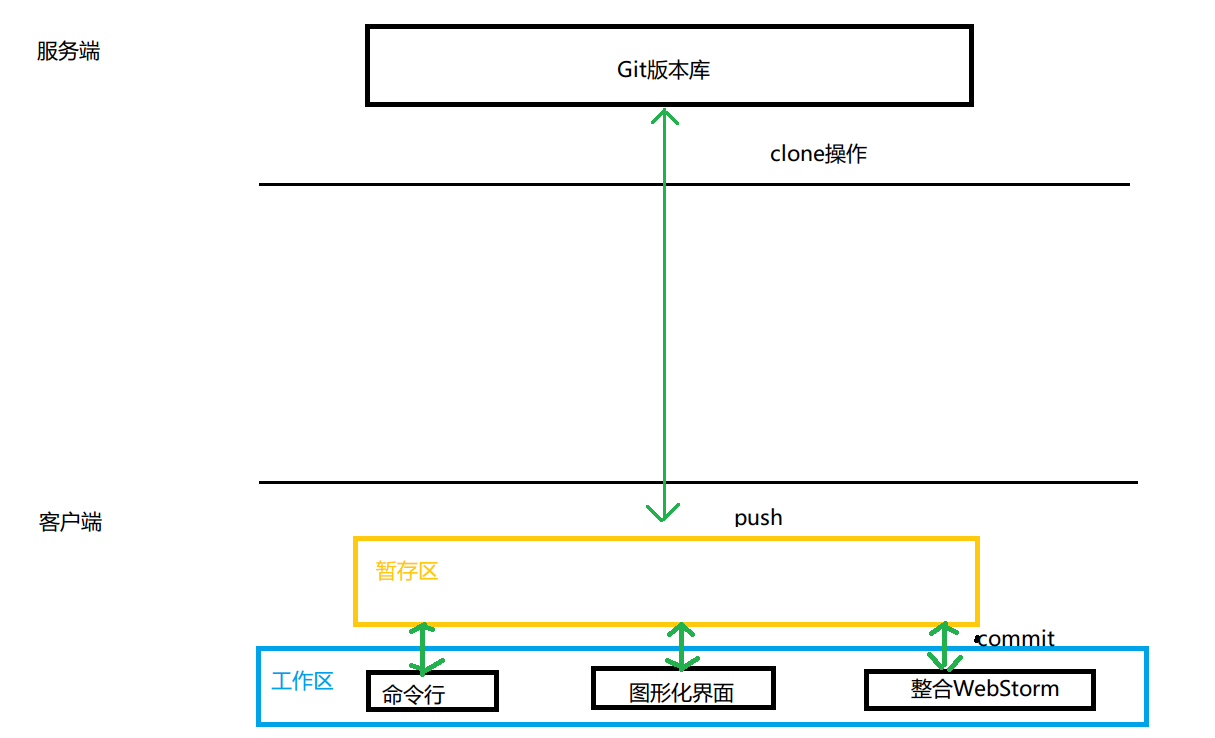 服务端
Git版本库
clone操作
客户端
push
暂存区
commit
工作区
命令行
图形化界面
整合WebStorm